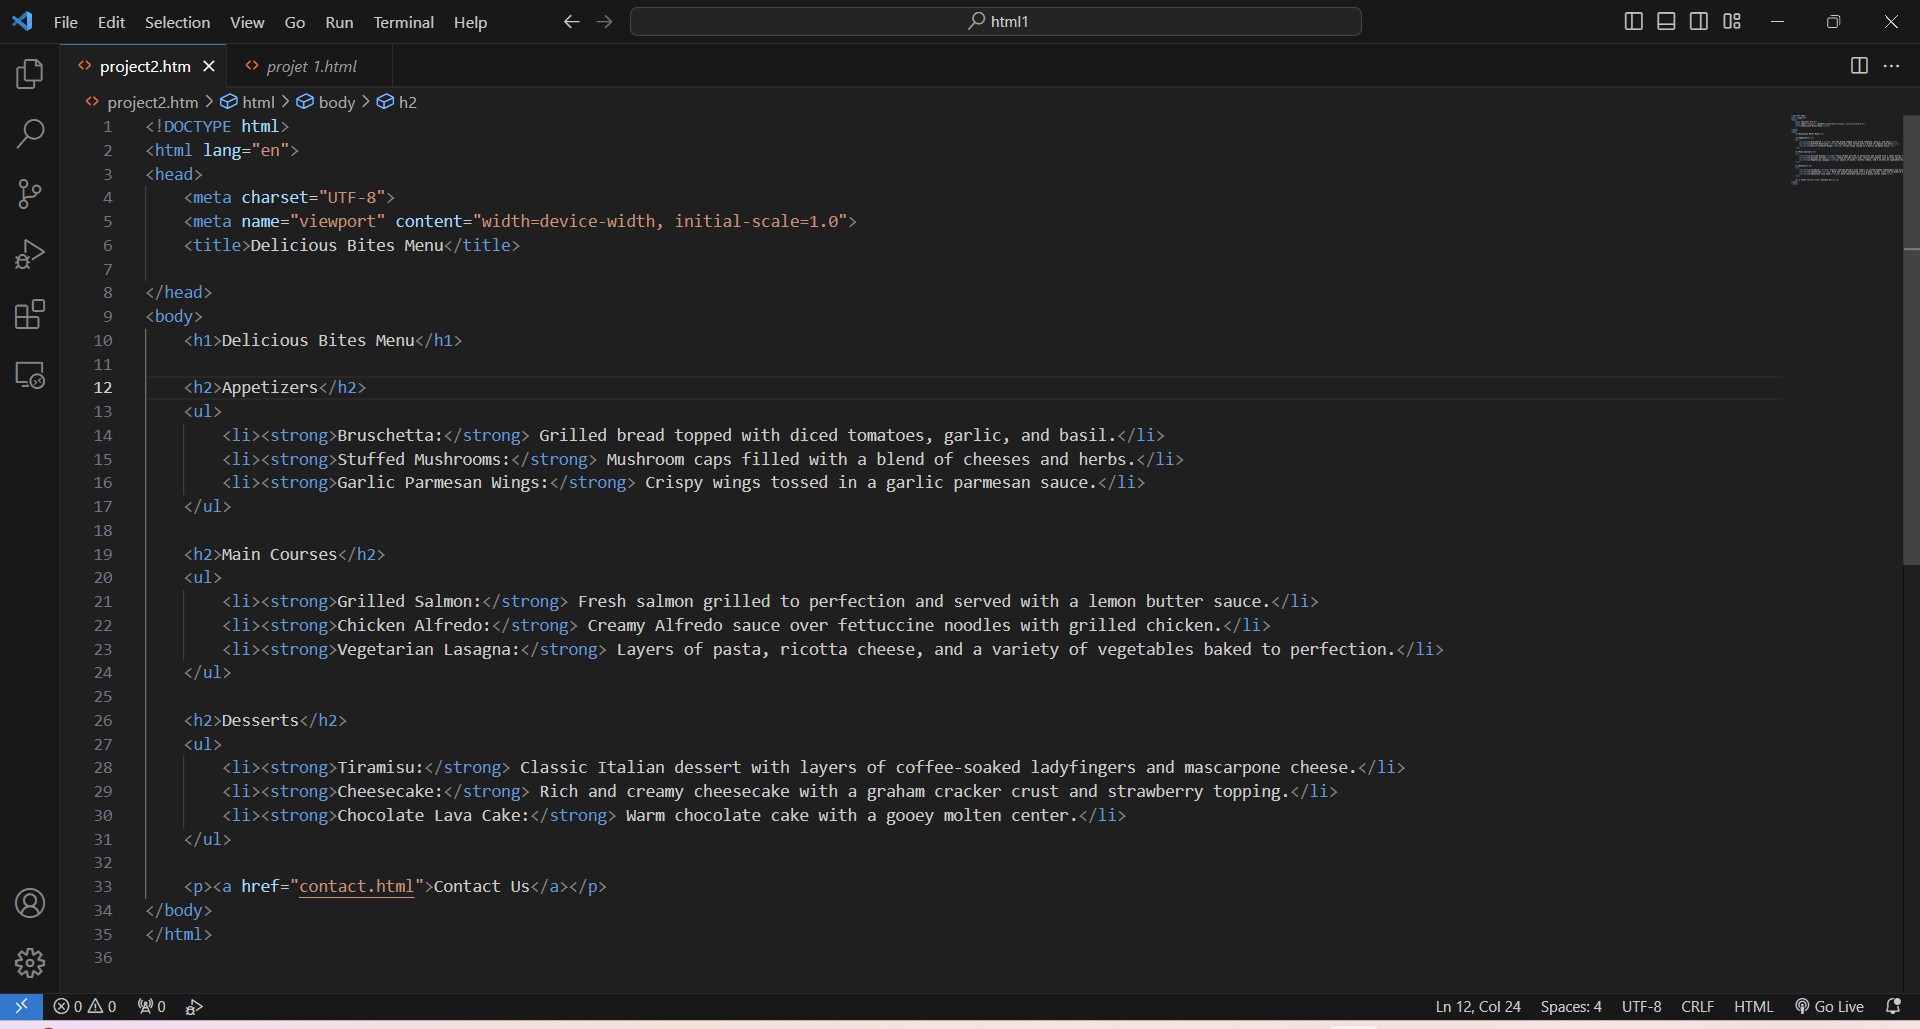 File Edit Selection View Go Run Terminal Help html1
project2.htm projet 1.html
project2.htm > html > body > h2
1 <!DOCTYPE html>
2 <html lang="en">
3 <head>
4 <meta charset="UTF-8">
5 <meta name="viewport" content="width=device-width, initial-scale=1.0">
6 <title>Delicious Bites Menu</title>
7
8 </head>
9 <body>
10 <h1>Delicious Bites Menu</h1>
11
12 <h2>Appetizers</h2>
13 <ul>
14 <li><strong>Bruschetta:</strong> Grilled bread topped with diced tomatoes, garlic, and basil.</li>
15 <li><strong>Stuffed Mushrooms:</strong> Mushroom caps filled with a blend of cheeses and herbs.</li>
16 <li><strong>Garlic Parmesan Wings:</strong> Crispy wings tossed in a garlic parmesan sauce.</li>
17 </ul>
18
19 <h2>Main Courses</h2>
20 <ul>
21 <li><strong>Grilled Salmon:</strong> Fresh salmon grilled to perfection and served with a lemon butter sauce.</li>
22 <li><strong>Chicken Alfredo:</strong> Creamy Alfredo sauce over fettuccine noodles with grilled chicken.</li>
23 <li><strong>Vegetarian Lasagna:</strong> Layers of pasta, ricotta cheese, and a variety of vegetables baked to perfection.</li>
24 </ul>
25
26 <h2>Desserts</h2>
27 <ul>
28 <li><strong>Tiramisu:</strong> Classic Italian dessert with layers of coffee-soaked ladyfingers and mascarpone cheese.</li>
29 <li><strong>Cheesecake:</strong> Rich and creamy cheesecake with a graham cracker crust and strawberry topping.</li>
30 <li><strong>Chocolate Lava Cake:</strong> Warm chocolate cake with a gooey molten center.</li>
31 </ul>
32
33 <p><a href="contact.html">Contact Us</a></p>
34 </body>
35 </html>
36
0 0 0 Ln 12, Col 24 Spaces: 4 UTF-8 CRLF HTML Go Live